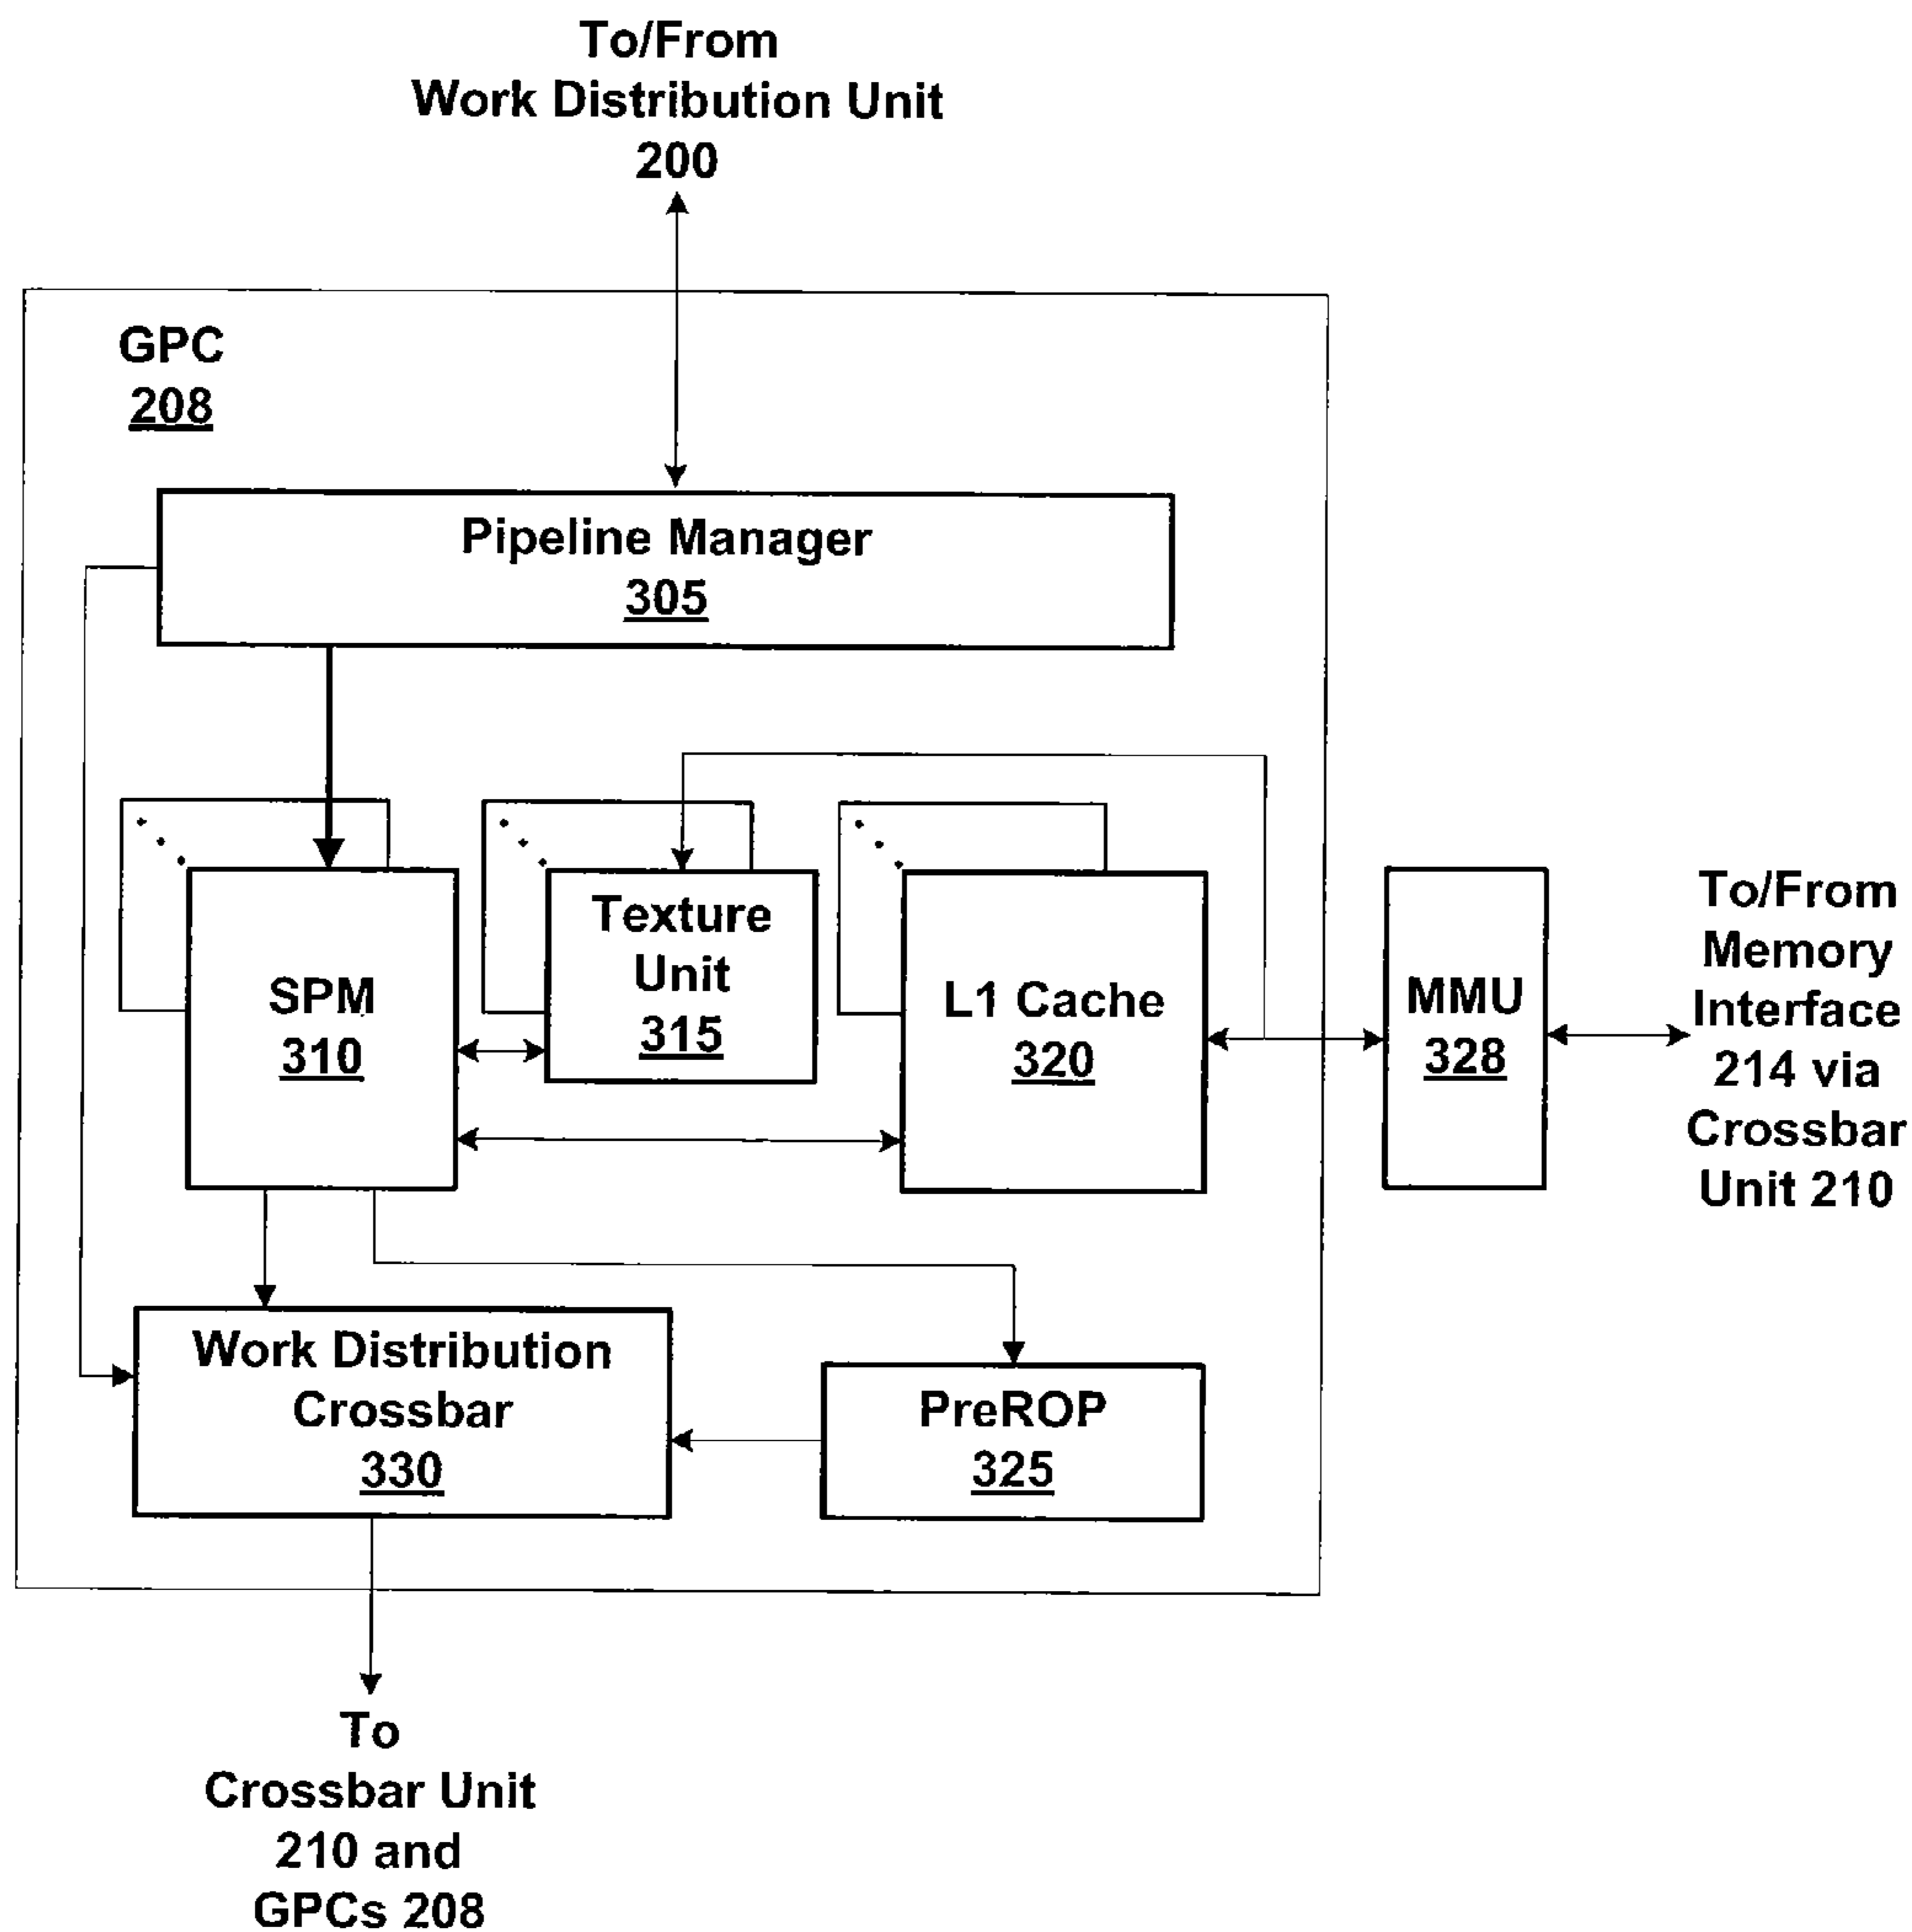 To/From
Work Distribution Unit
200
GPC
208
Pipeline Manager
305
SPM
310
Texture
Unit
315
L1 Cache
320
MMU
328
To/From
Memory
Interface
214 via
Crossbar
Unit 210
Work Distribution
Crossbar
330
PreROP
325
To
Crossbar Unit
210 and
GPCs 208